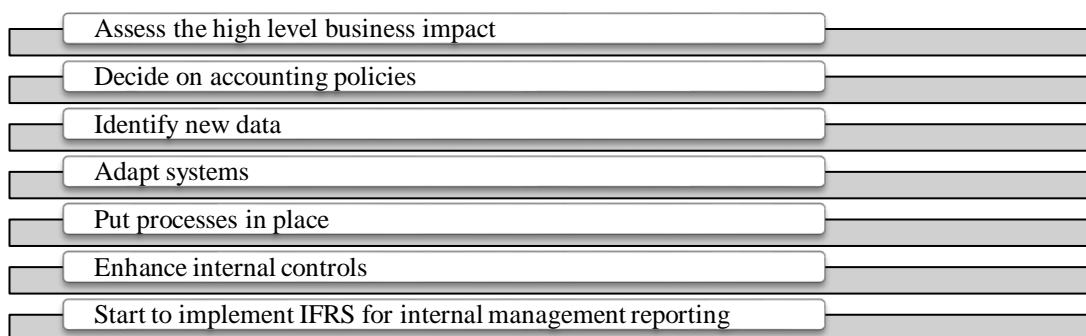 Assess the high level business impact
Decide on accounting policies
Identify new data
Adapt systems
Put processes in place
Enhance internal controls
Start to implement IFRS for internal management reporting